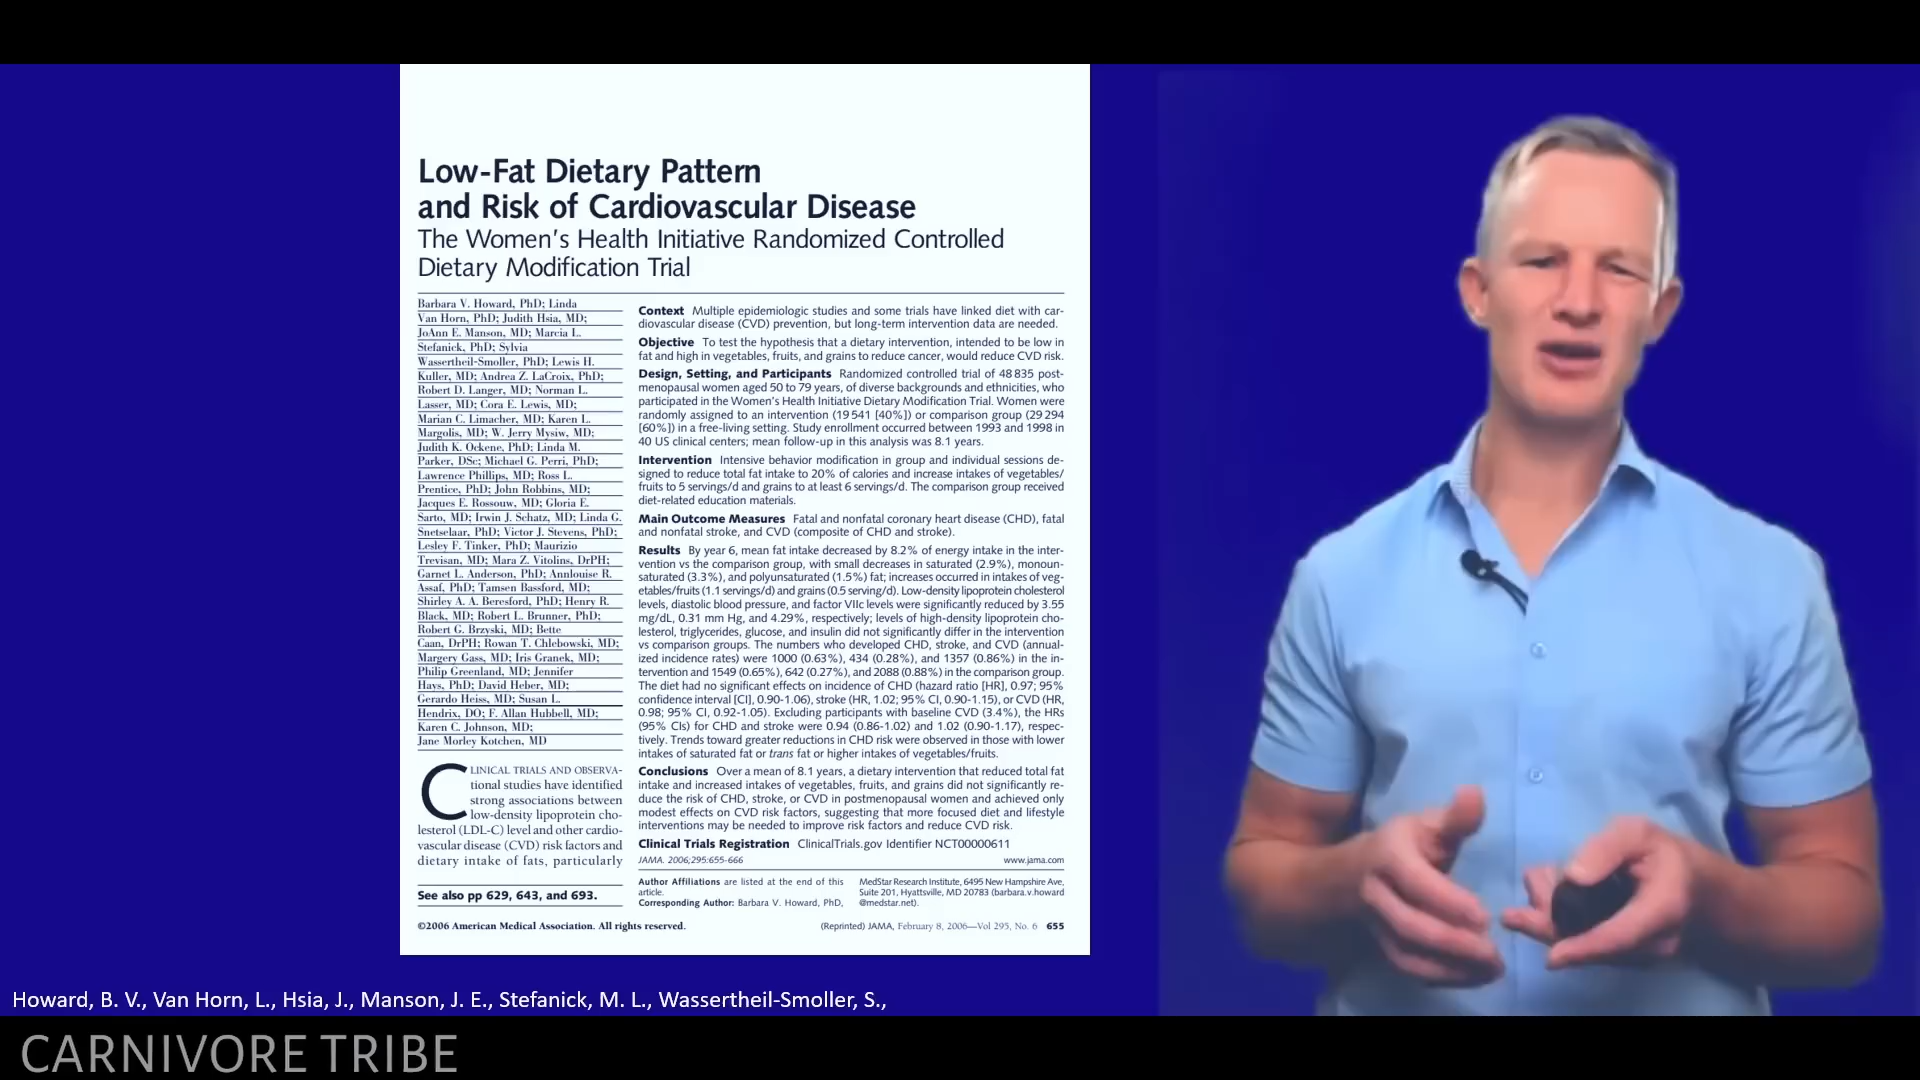 Low-Fat Dietary Pattern
and Risk of Cardiovascular Disease
The Women's Health Initiative Randomized Controlled
Dietary Modification Trial
Barbara V. Howard, PhD; Linda
Van Horn, PhD; Judith Hsia, MD;
JoAnn E. Manson, MD; Marcia L.
Stefanick, PhD; Sylvia
Wassertheil-Smoller, PhD; Lewis H.
Kuller, MD; Andrea Z. LaCroix, PhD;
Robert D. Langer, MD; Norman L.
Lasser, MD; Cora E. Lewis, MD;
Marian C. Limacher, MD; Karen L.
Margolis, MD; W. Jerry Mysiw, MD;
Judith K. Ockene, PhD; Linda M.
Parker, DSc; Michael G. Perri, PhD;
Lawrence Phillips, MD; Ross L.
Prentice, PhD; John Robbins, MD;
Jacques E. Rossouw, MD; Gloria E.
Sarto, MD; Irwin J. Schatz, MD; Linda G.
Snetselaar, PhD; Victor J. Stevens, PhD;
Lesley F. Tinker, PhD; Maurizio
Trevisan, MD; Mara Z. Vitolins, DrPH;
Garnet L. Anderson, PhD; Annlouise R.
Assaf, PhD; Tamsen Bassford, MD;
Shirley A. A. Beresford, PhD; Henry R.
Black, MD; Robert L. Brunner, PhD;
Robert G. Brzyski, MD; Bette
Caan, DrPH; Rowan T. Chlebowski, MD;
Margery Gass, MD; Iris Granek, MD;
Philip Greenland, MD; Jennifer
Hays, PhD; David Heber, MD;
Gerardo Heiss, MD; Susan L.
Hendrix, DO; F. Allan Hubbell, MD;
Karen C. Johnson, MD;
Jane Morley Kotchen, MD
CLINICAL TRIALS AND OBSERVA-
tional studies have identified
strong associations between
low-density lipoprotein cho-
lesterol (LDL-C) level and other cardio-
vascular disease (CVD) risk factors and
dietary intake of fats, particularly
See also pp 629, 643, and 693.
Context Multiple epidemiologic studies and some trials have linked diet with car-
diovascular disease (CVD) prevention, but long-term intervention data are needed.
Objective To test the hypothesis that a dietary intervention, intended to be low in
fat and high in vegetables, fruits, and grains to reduce cancer, would reduce CVD risk.
Design, Setting, and Participants Randomized controlled trial of 48 835 post-
menopausal women aged 50 to 79 years, of diverse backgrounds and ethnicities, who
participated in the Women's Health Initiative Dietary Modification Trial. Women were
randomly assigned to an intervention (19 541 [40%]) or comparison group (29 294
[60%]) in a free-living setting. Study enrollment occurred between 1993 and 1998 in
40 US clinical centers; mean follow-up in this analysis was 8.1 years.
Intervention Intensive behavior modification in group and individual sessions de-
signed to reduce total fat intake to 20% of calories and increase intakes of vegetables/
fruits to 5 servings/d and grains to at least 6 servings/d. The comparison group received
diet-related education materials.
Main Outcome Measures Fatal and nonfatal coronary heart disease (CHD), fatal
and nonfatal stroke, and CVD (composite of CHD and stroke).
Results By year 6, mean fat intake decreased by 8.2% of energy intake in the inter-
vention vs the comparison group, with small decreases in saturated (2.9%), monoun-
saturated (3.3%), and polyunsaturated (1.5%) fat; increases occurred in intakes of veg-
etables/fruits (1.1 servings/d) and grains (0.5 serving/d). Low-density lipoprotein cholesterol
levels, diastolic blood pressure, and factor VIIc levels were significantly reduced by 3.55
mg/dL, 0.31 mm Hg, and 4.29%, respectively; levels of high-density lipoprotein cho-
lesterol, triglycerides, glucose, and insulin did not significantly differ in the intervention
vs comparison groups. The numbers who developed CHD, stroke, and CVD (annual-
ized incidence rates) were 1000 (0.63%), 434 (0.28%), and 1357 (0.86%) in the in-
tervention and 1549 (0.65%), 642 (0.27%), and 2088 (0.88%) in the comparison group.
The diet had no significant effects on incidence of CHD (hazard ratio [HR], 0.97; 95%
confidence interval [CI], 0.90-1.06), stroke (HR, 1.02; 95% CI, 0.90-1.15), or CVD (HR,
0.98; 95% CI, 0.92-1.05). Excluding participants with baseline CVD (3.4%), the HRs
(95% CIs) for CHD and stroke were 0.94 (0.86-1.02) and 1.02 (0.90-1.17), respec-
tively. Trends toward greater reductions in CHD risk were observed in those with lower
intakes of saturated fat or trans fat or higher intakes of vegetables/fruits.
Conclusions Over a mean of 8.1 years, a dietary intervention that reduced total fat
intake and increased intakes of vegetables, fruits, and grains did not significantly re-
duce the risk of CHD, stroke, or CVD in postmenopausal women and achieved only
modest effects on CVD risk factors, suggesting that more focused diet and lifestyle
interventions may be needed to improve risk factors and reduce CVD risk.
Clinical Trials Registration ClinicalTrials.gov Identifier NCT00000611
JAMA. 2006;295:655-666 www.jama.com
Author Affiliations are listed at the end of this
article.
Corresponding Author: Barbara V. Howard, PhD,
MedStar Research Institute, 6495 New Hampshire Ave,
Suite 201, Hyattsville, MD 20783 (barbara.v.howard
@medstar.net).
©2006 American Medical Association. All rights reserved. (Reprinted) JAMA, February 8, 2006—Vol 295, No. 6 655
Howard, B. V., Van Horn, L., Hsia, J., Manson, J. E., Stefanick, M. L., Wassertheil-Smoller, S.,
CARNIVORE TRIBE